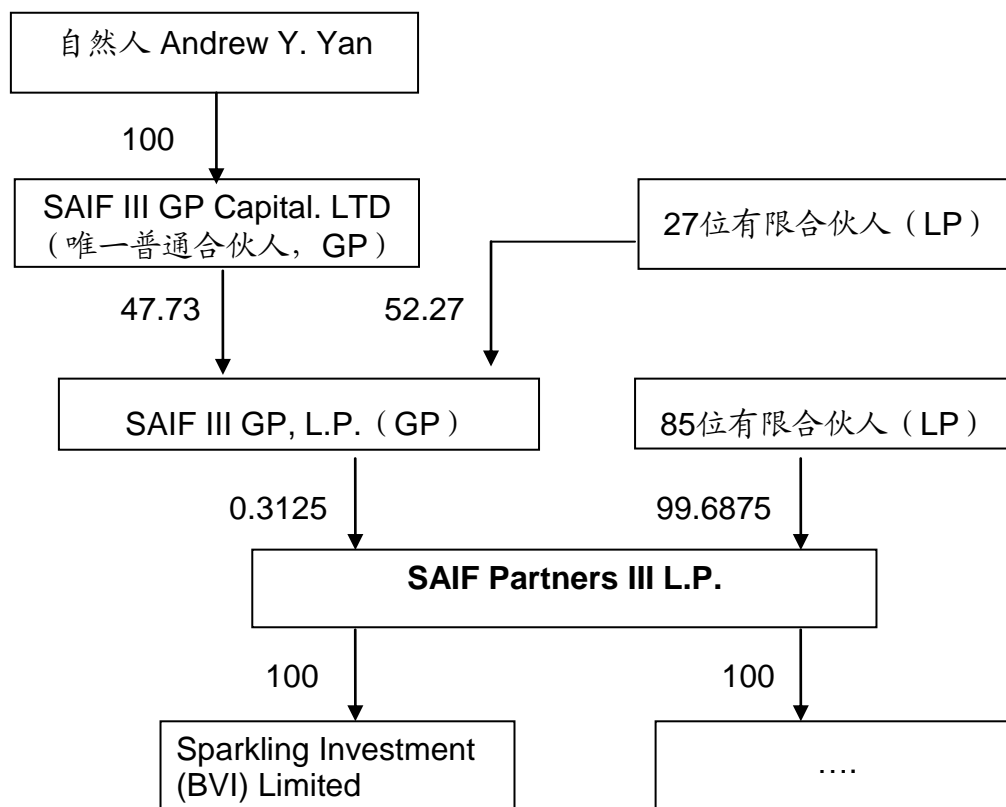 自然人 Andrew Y. Yan
100
SAIF III GP Capital. LTD
（唯一普通合伙人，GP）
27位有限合伙人（LP）
47.73
52.27
SAIF III GP, L.P.（GP）
85位有限合伙人（LP）
0.3125
99.6875
SAIF Partners III L.P.
100
100
Sparkling Investment
(BVI) Limited
….